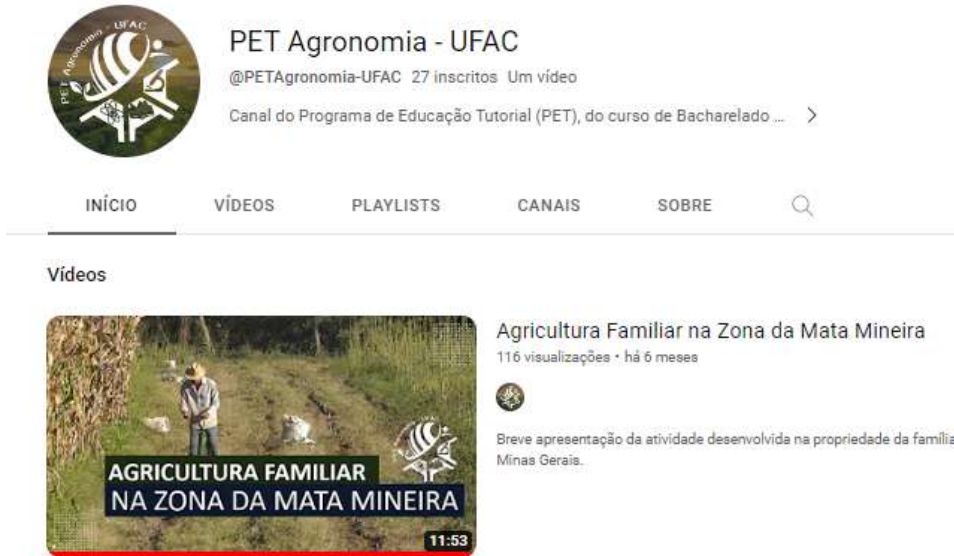 PET Agronomia - UFAC
PET Agronomia - UFAC
@PETAgronomia-UFAC 27 inscritos Um vídeo
Canal do Programa de Educação Tutorial (PET), do curso de Bacharelado ...
INÍCIO VÍDEOS PLAYLISTS CANAIS SOBRE
Vídeos
AGRICULTURA FAMILIAR
NA ZONA DA MATA MINEIRA
11:53
Agricultura Familiar na Zona da Mata Mineira
116 visualizações • há 6 meses
Breve apresentação da atividade desenvolvida na propriedade da família
Minas Gerais.